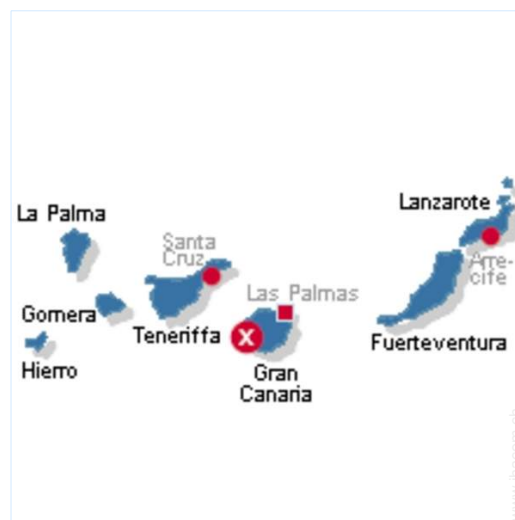 Lanzarote
La Palma
Santa
Cruz
Arre-
cife
Las Palmas
Gomera
Teneriffa
X
Fuerteventura
Hierro
Gran
Canaria